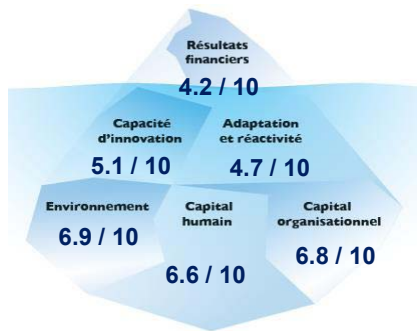 Résultats
financiers
4.2 / 10
Capacité
d'innovation
5.1 / 10
Adaptation
et réactivité
4.7 / 10
Environnement
6.9 / 10
Capital
humain
6.6 / 10
Capital
organisationnel
6.8 / 10